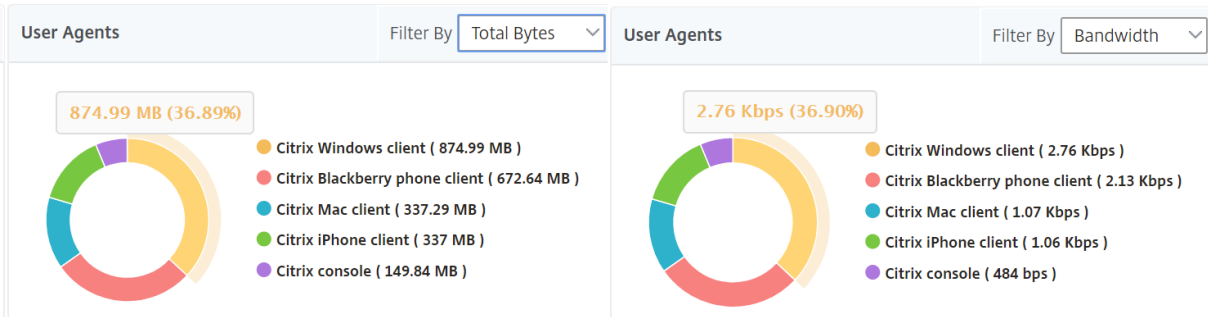 User Agents
Filter By Total Bytes
874.99 MB (36.89%)
Citrix Windows client ( 874.99 MB )
Citrix Blackberry phone client ( 672.64 MB )
Citrix Mac client ( 337.29 MB )
Citrix iPhone client ( 337 MB )
Citrix console ( 149.84 MB )
User Agents
Filter By Bandwidth
2.76 Kbps (36.90%)
Citrix Windows client ( 2.76 Kbps )
Citrix Blackberry phone client ( 2.13 Kbps )
Citrix Mac client ( 1.07 Kbps )
Citrix iPhone client ( 1.06 Kbps )
Citrix console ( 484 bps )